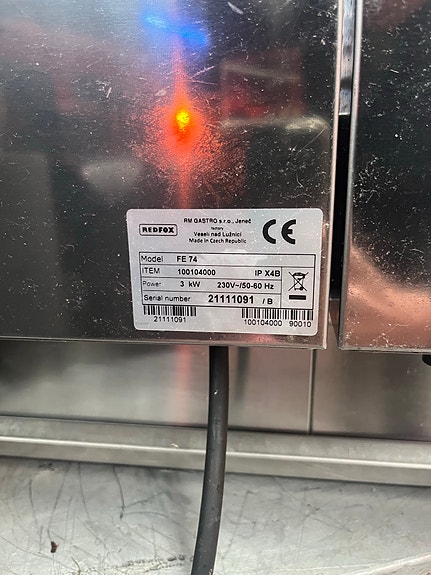 REDFOX
RM GASTRO s.r.o., Jeneč
factory
Veselí nad Lužnicí
Made in Czech Republic
CE
Model FE 74
ITEM 100104000 IP X4B
Power 3 kW 230V~/50-60 Hz
Serial number 21111091 / B
21111091
100104000 90010